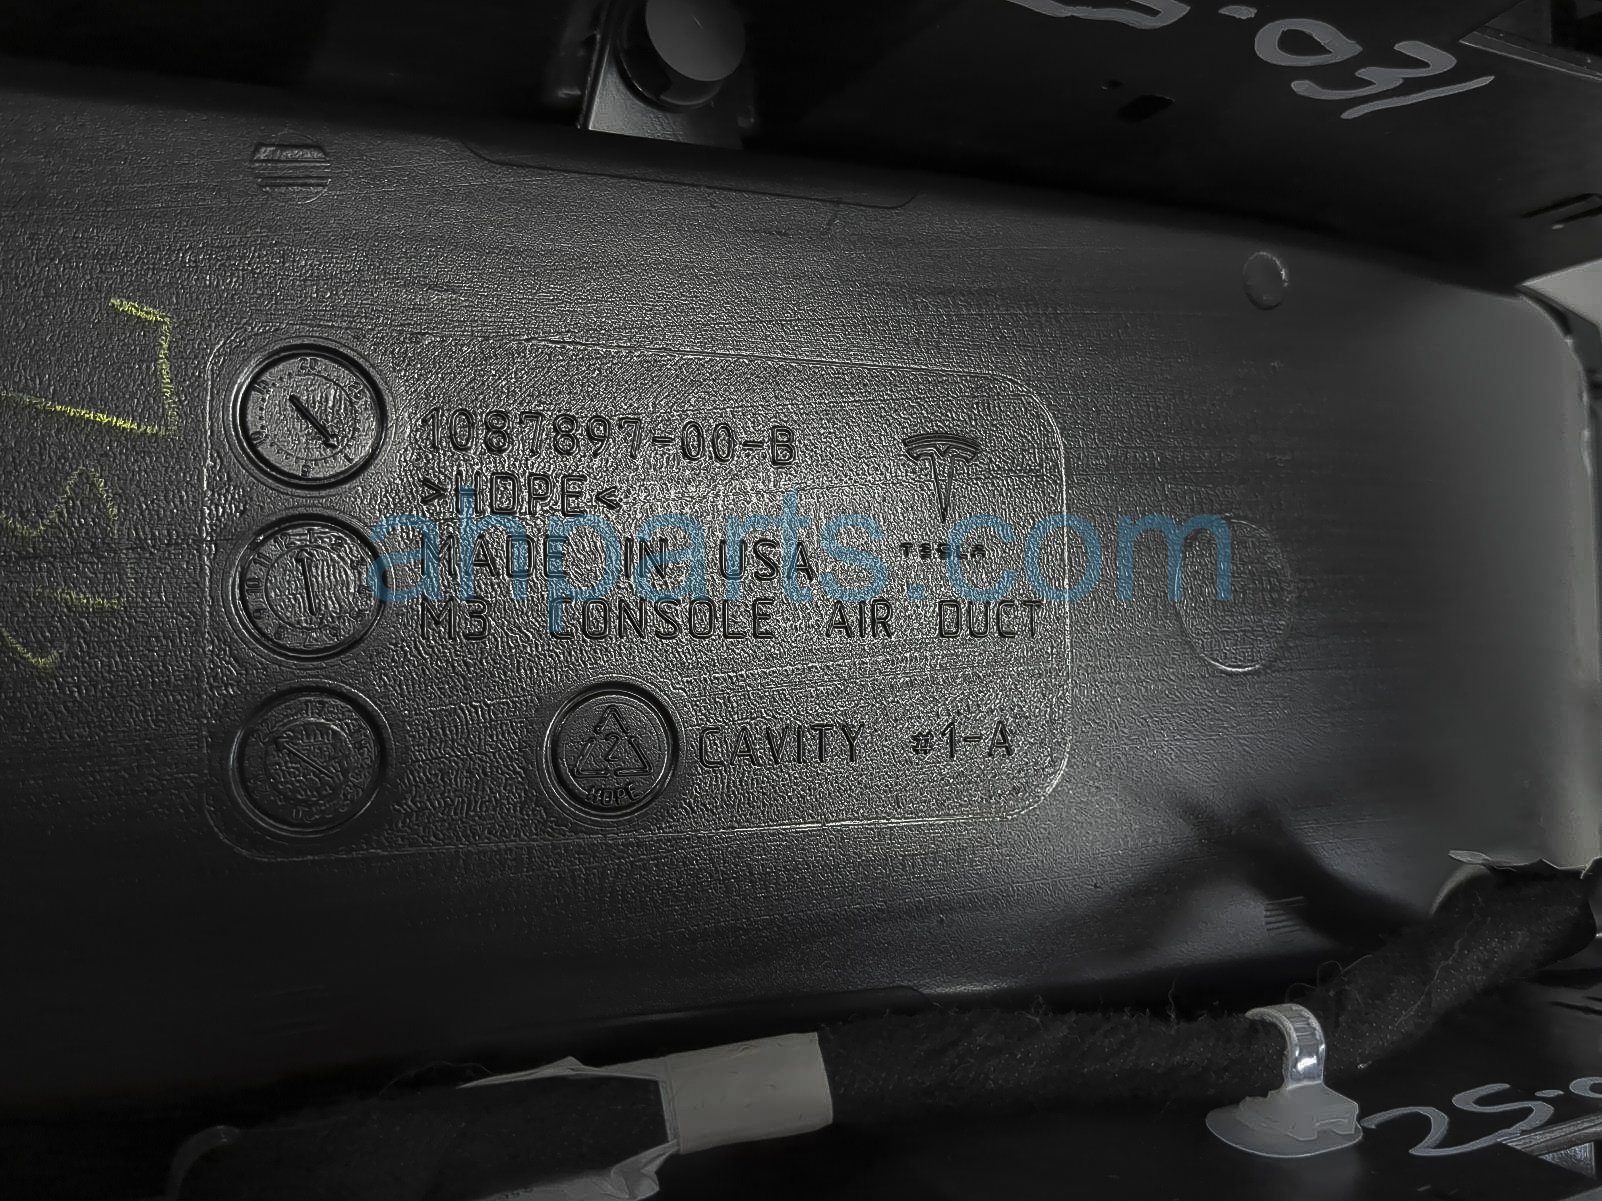 1087897-00-B
>HDPE<
TESLA
MADE IN USA
M3 CONSOLE AIR DUCT
2
HDPE
CAVITY #1-A
ahparts.com